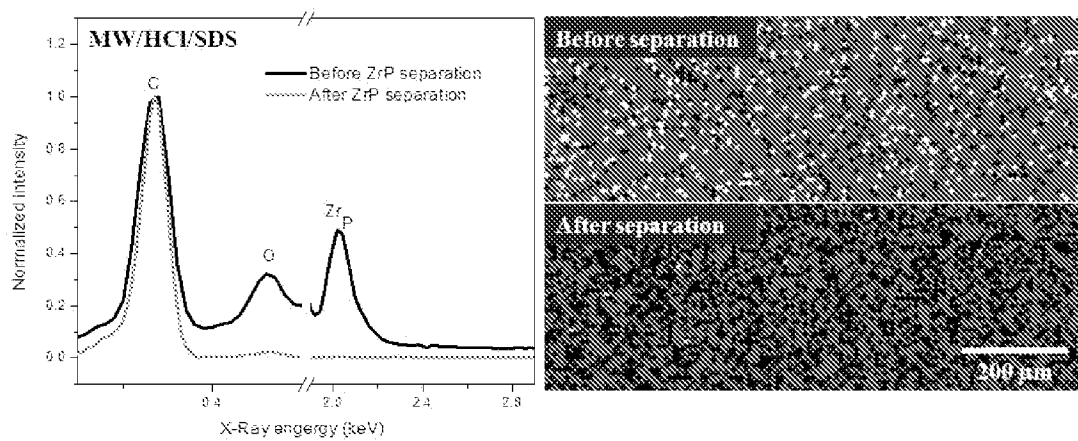 MW/HCl/SDS
Before ZrP separation
After ZrP separation
C
O
Zr
P
1.2
1.0
0.8
0.6
0.4
0.2
0.0
0.4
2.0
2.4
2.8
Normalized intensity
X-Ray engergy (keV)
Before separation
After separation
200 μm